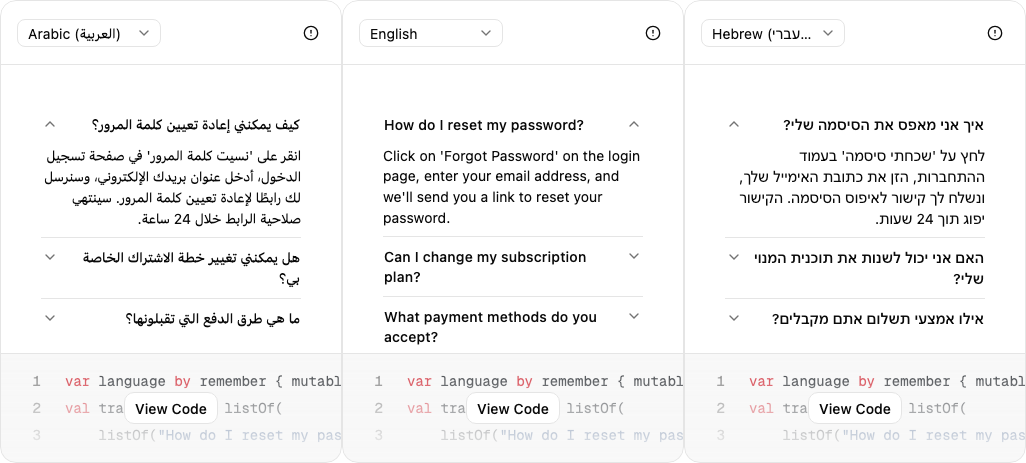 Arabic (العربية)
كيف يمكنني إعادة تعيين كلمة المرور؟
انقر على 'نسيت كلمة المرور' في صفحة تسجيل
الدخول، أدخل عنوان بريدك الإلكتروني، وسنرسل
لك رابطًا لإعادة تعيين كلمة المرور. سينتهي
صلاحية الرابط خلال 24 ساعة.
هل يمكنني تغيير خطة الاشتراك الخاصة
بي؟
ما هي طرق الدفع التي تقبلونها؟
1 var language by remember { mutabl
2 val tra listOf(
3 listOf("How do I reset my pas
View Code
English
How do I reset my password?
Click on 'Forgot Password' on the login
page, enter your email address, and
we'll send you a link to reset your
password.
Can I change my subscription
plan?
What payment methods do you
accept?
1 var language by remember { mutabl
2 val tra listOf(
3 listOf("How do I reset my pas
View Code
Hebrew (עברי...
איך אני מאפס את הסיסמה שלי?
לחץ על 'שכחתי סיסמה' בעמוד
ההתחברות, הזן את כתובת האימייל שלך,
ונשלח לך קישור לאיפוס הסיסמה. הקישור
יפוג תוך 24 שעות.
האם אני יכול לשנות את תוכנית המנוי
שלי?
אילו אמצעי תשלום אתם מקבלים?
1 var language by remember { mutabl
2 val tra listOf(
3 listOf("How do I reset my pas
View Code